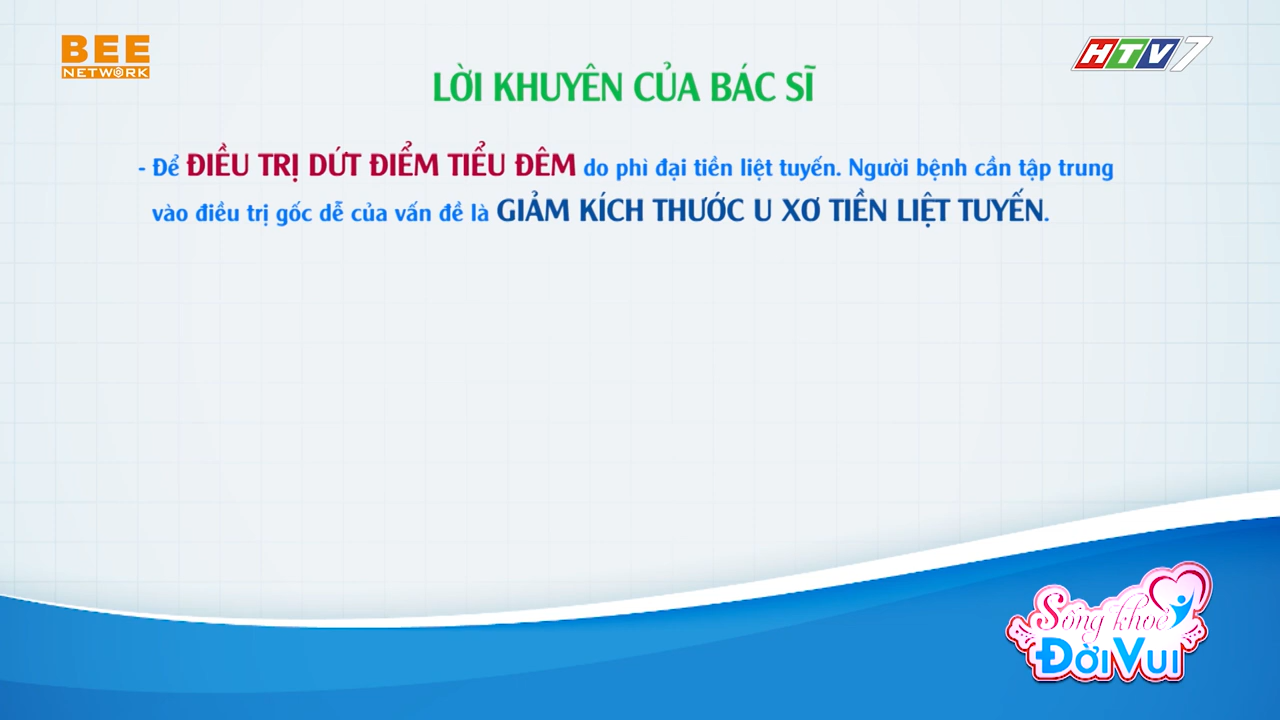 BEE
NETWORK
HTV7
LỜI KHUYÊN CỦA BÁC SĨ
- Để ĐIỀU TRỊ DỨT ĐIỂM TIỂU ĐÊM do phì đại tiền liệt tuyến. Người bệnh cần tập trung
vào điều trị gốc dễ của vấn đề là GIẢM KÍCH THƯỚC U XƠ TIỀN LIỆT TUYẾN.
Sống khoẻ
ĐỜI VUI